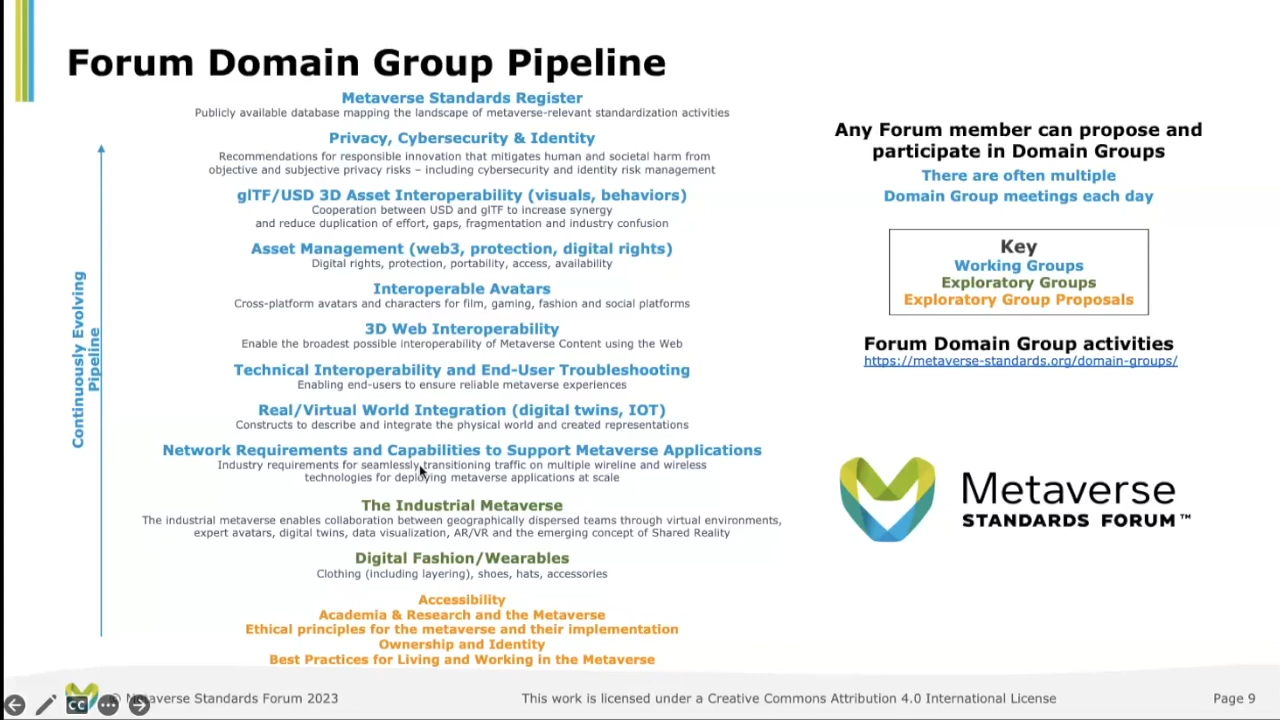 Forum Domain Group Pipeline
Metaverse Standards Register
Publicly available database mapping the landscape of metaverse-relevant standardization activities
Privacy, Cybersecurity & Identity
Recommendations for responsible innovation that mitigates human and societal harm from
objective and subjective privacy risks – including cybersecurity and identity risk management
glTF/USD 3D Asset Interoperability (visuals, behaviors)
Cooperation between USD and glTF to increase synergy
and reduce duplication of effort, gaps, fragmentation and industry confusion
Asset Management (web3, protection, digital rights)
Digital rights, protection, portability, access, availability
Interoperable Avatars
Cross-platform avatars and characters for film, gaming, fashion and social platforms
3D Web Interoperability
Enable the broadest possible interoperability of Metaverse Content using the Web
Technical Interoperability and End-User Troubleshooting
Enabling end-users to ensure reliable metaverse experiences
Real/Virtual World Integration (digital twins, IOT)
Constructs to describe and integrate the physical world and created representations
Network Requirements and Capabilities to Support Metaverse Applications
Industry requirements for seamlessly transitioning traffic on multiple wireline and wireless
technologies for deploying metaverse applications at scale
The Industrial Metaverse
The industrial metaverse enables collaboration between geographically dispersed teams through virtual environments,
expert avatars, digital twins, data visualization, AR/VR and the emerging concept of Shared Reality
Digital Fashion/Wearables
Clothing (including layering), shoes, hats, accessories
Accessibility
Academia & Research and the Metaverse
Ethical principles for the metaverse and their implementation
Ownership and Identity
Best Practices for Living and Working in the Metaverse
Continuously Evolving
Pipeline
Any Forum member can propose and
participate in Domain Groups
There are often multiple
Domain Group meetings each day
Key
Working Groups
Exploratory Groups
Exploratory Group Proposals
Forum Domain Group activities
https://metaverse-standards.org/domain-groups/
Metaverse
STANDARDS FORUM™
© Metaverse Standards Forum 2023
CC
This work is licensed under a Creative Commons Attribution 4.0 International License
Page 9